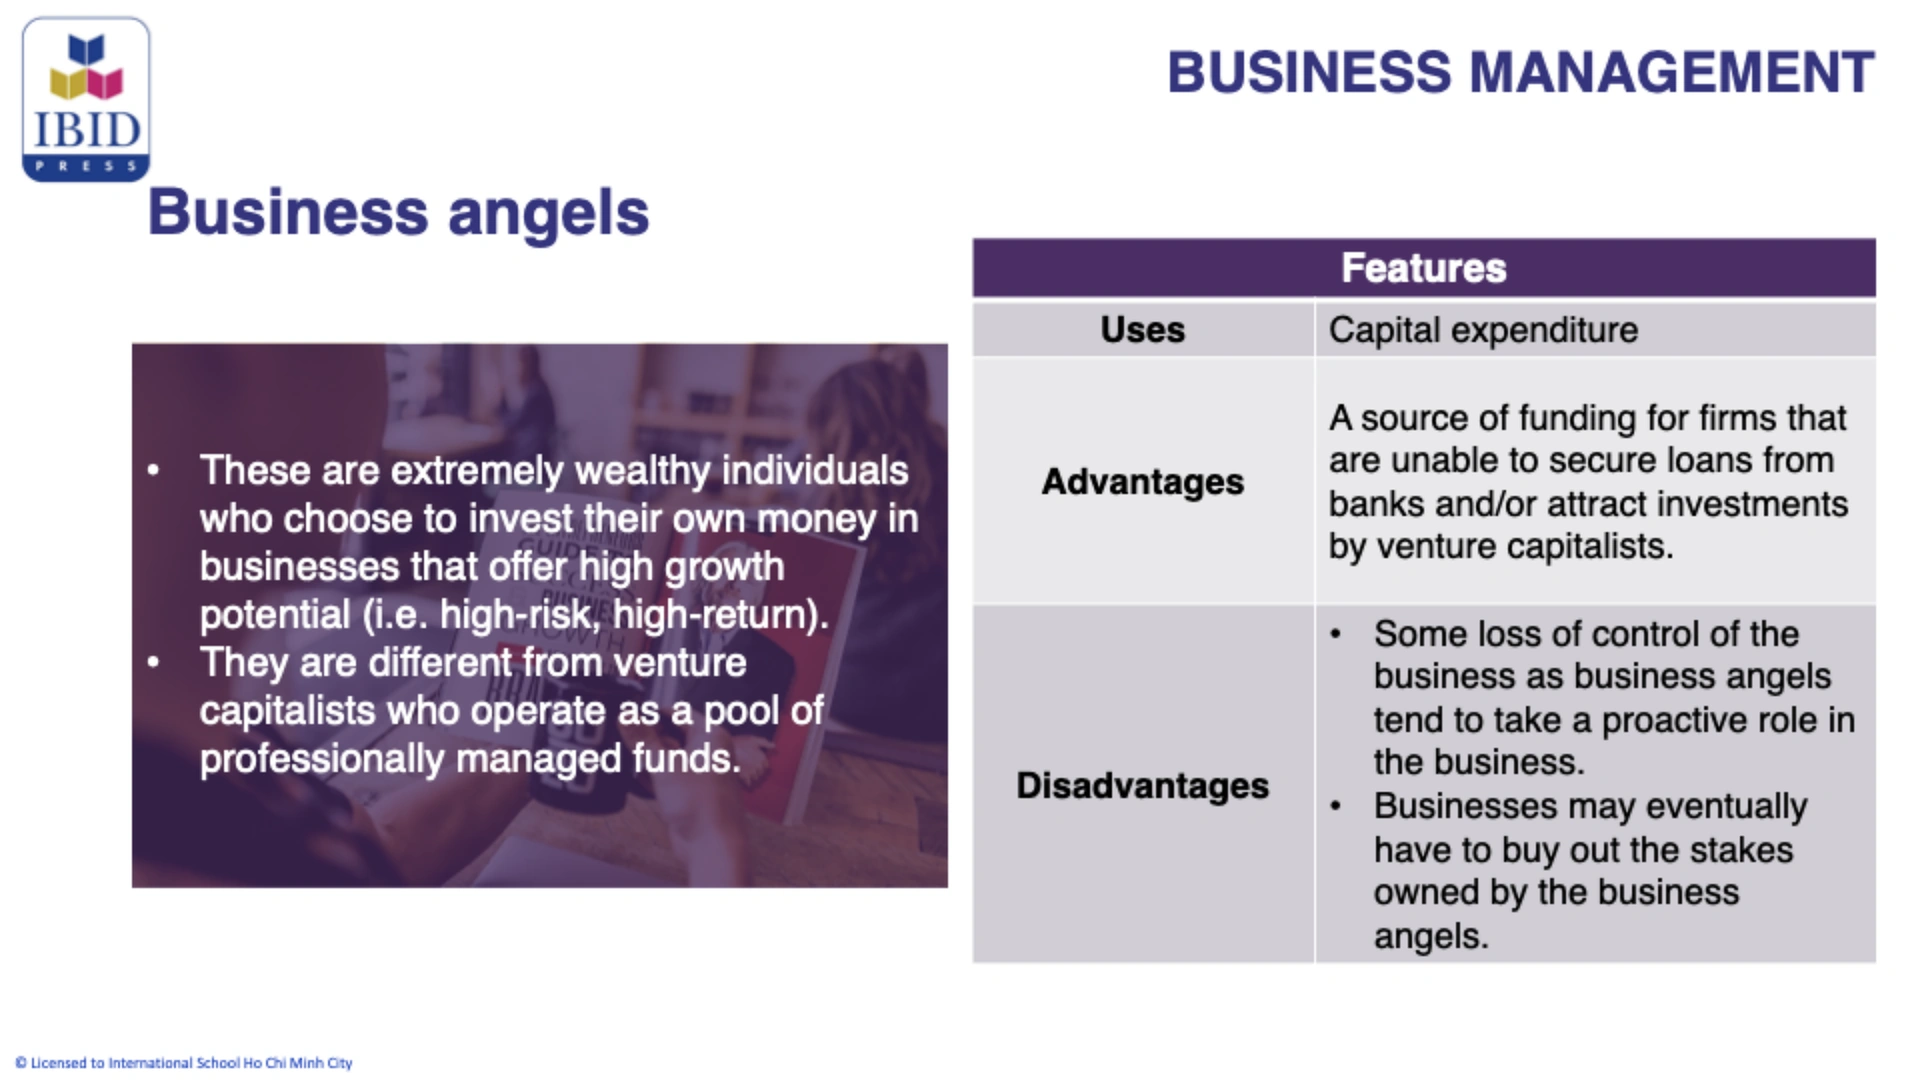 IBID
PRESS
BUSINESS MANAGEMENT
Business angels
• These are extremely wealthy individuals
who choose to invest their own money in
businesses that offer high growth
potential (i.e. high-risk, high-return).
• They are different from venture
capitalists who operate as a pool of
professionally managed funds.
Features
Uses
Capital expenditure
Advantages
A source of funding for firms that
are unable to secure loans from
banks and/or attract investments
by venture capitalists.
Disadvantages
• Some loss of control of the
business as business angels
tend to take a proactive role in
the business.
• Businesses may eventually
have to buy out the stakes
owned by the business
angels.
© Licensed to International School Ho Chi Minh City